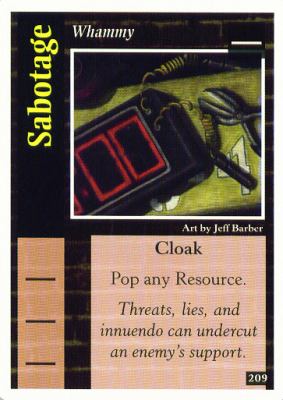 Sabotage
Whammy
Art by Jeff Barber
Cloak
Pop any Resource.
Threats, lies, and
innuendo can undercut
an enemy's support.
209